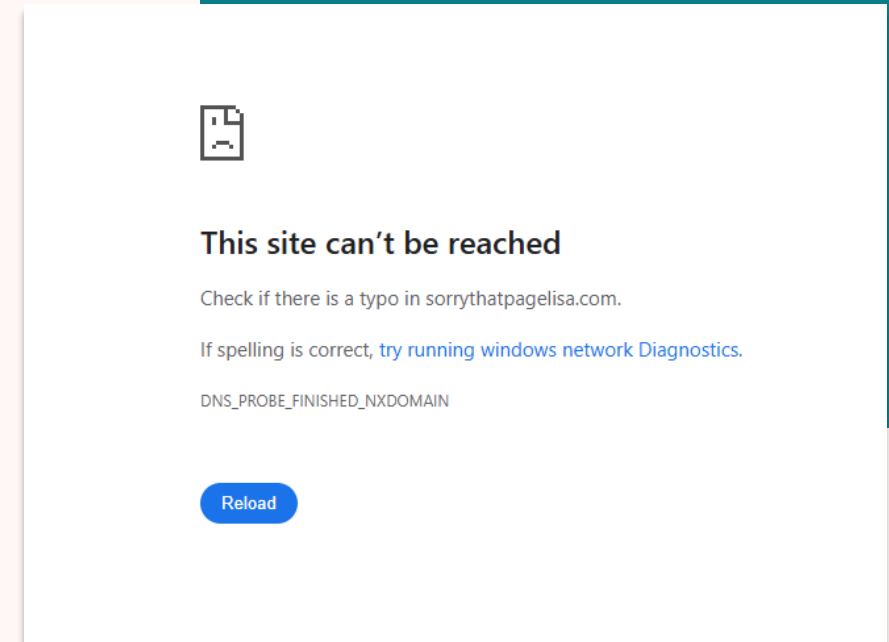 This site can’t be reached
Check if there is a typo in sorrythatpagelisa.com.
If spelling is correct, try running windows network Diagnostics.
DNS_PROBE_FINISHED_NXDOMAIN
Reload